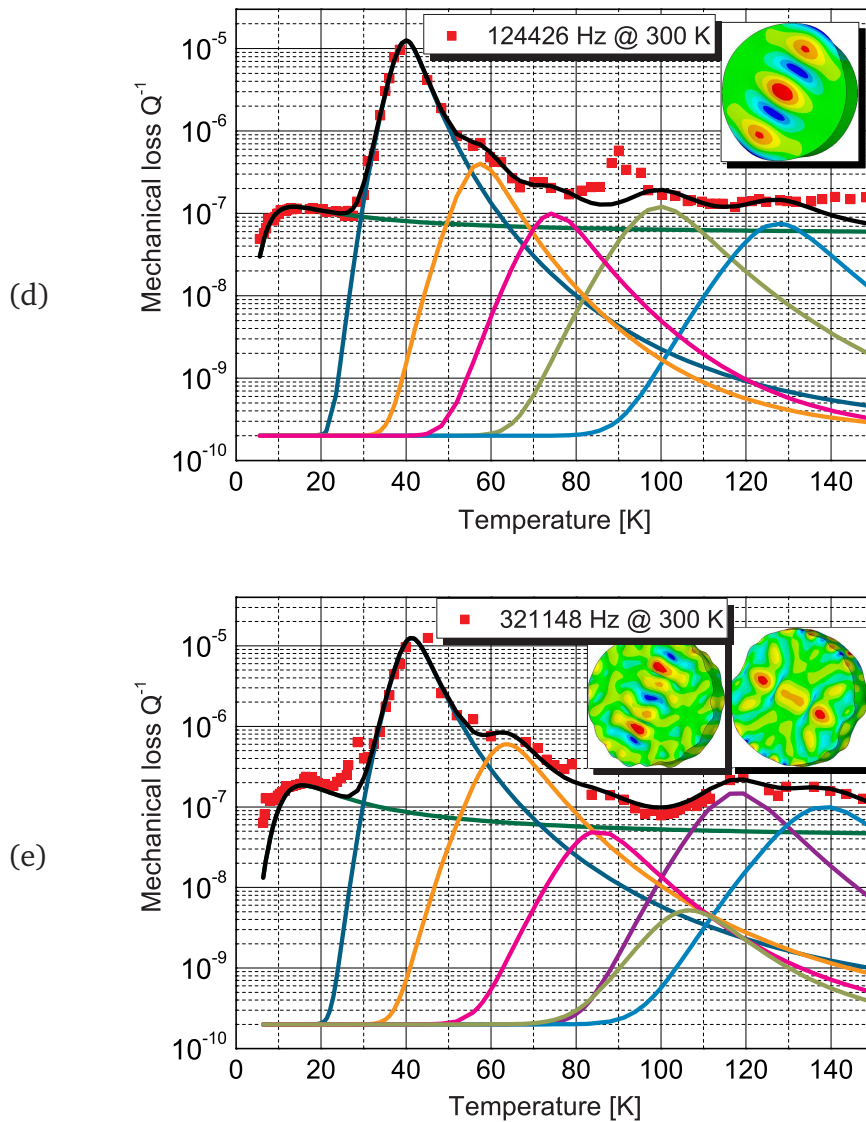 124426 Hz @ 300 K
10⁻⁵
10⁻⁶
10⁻⁷
10⁻⁸
10⁻⁹
10⁻¹⁰
Mechanical loss Q⁻¹
(d)
0 20 40 60 80 100 120 140
Temperature [K]
321148 Hz @ 300 K
10⁻⁵
10⁻⁶
10⁻⁷
10⁻⁸
10⁻⁹
10⁻¹⁰
Mechanical loss Q⁻¹
(e)
0 20 40 60 80 100 120 140
Temperature [K]